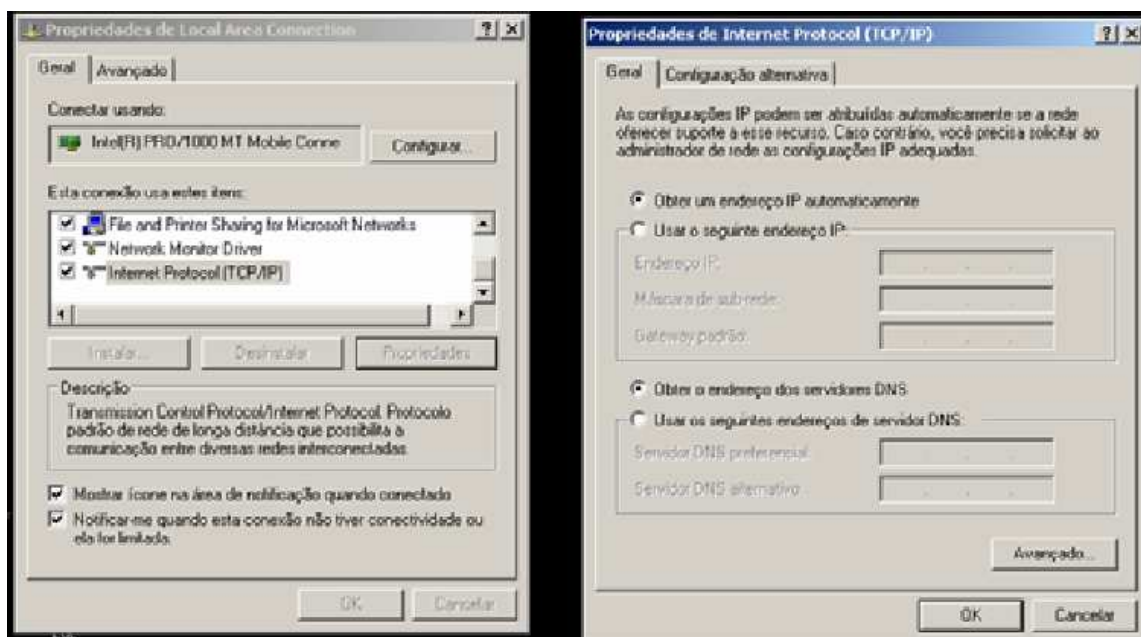 Propriedades de Local Area Connection
Geral
Avançado
Conectar usando:
Intel(R) PRO/1000 MT Mobile Conne
Configurar...
Esta conexão usa estes itens:
File and Printer Sharing for Microsoft Networks
Network Monitor Driver
Internet Protocol (TCP/IP)
Instalar...
Desinstalar
Propriedades
Descrição
Transmission Control Protocol/Internet Protocol. Protocolo
padrão de rede de longa distância que possibilita a
comunicação entre diversas redes interconectadas.
Mostrar ícone na área de notificação quando conectado
Notificar-me quando esta conexão não tiver conectividade ou
ela for limitada.
OK
Cancelar
Propriedades de Internet Protocol (TCP/IP)
Geral
Configuração alternativa
As configurações IP podem ser atribuídas automaticamente se a rede
oferecer suporte a esse recurso. Caso contrário, você precisa solicitar ao
administrador de rede as configurações IP adequadas.
Obter um endereço IP automaticamente
Usar o seguinte endereço IP:
Endereço IP:
Máscara de sub-rede:
Gateway padrão:
Obter o endereço dos servidores DNS
Usar os seguintes endereços de servidor DNS:
Servidor DNS preferencial:
Servidor DNS alternativo:
Avançado...
OK
Cancelar